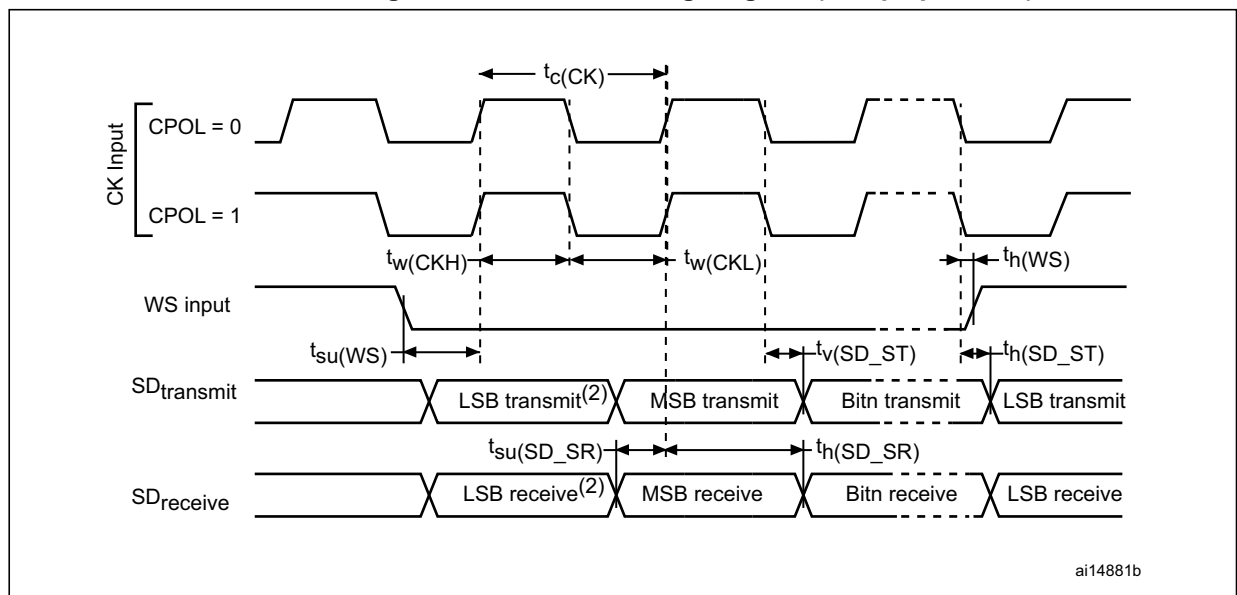 tc(CK)
CK Input
CPOL = 0
CPOL = 1
tw(CKH)
tw(CKL)
th(WS)
WS input
tsu(WS)
tv(SD_ST)
th(SD_ST)
SDtransmit
LSB transmit(2)
MSB transmit
Bitn transmit
LSB transmit
tsu(SD_SR)
th(SD_SR)
SDreceive
LSB receive(2)
MSB receive
Bitn receive
LSB receive
ai14881b